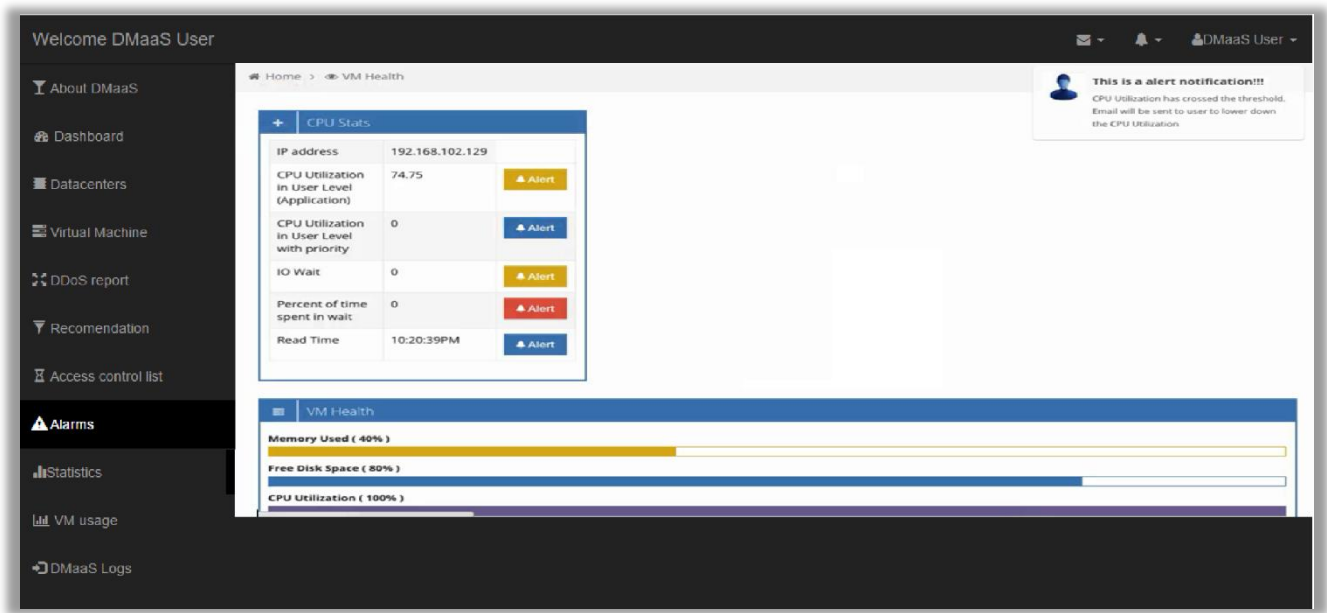 Welcome DMaaS User
DMaaS User
About DMaaS
Dashboard
Datacenters
Virtual Machine
DDoS report
Recomendation
Access control list
Alarms
Statistics
VM usage
DMaaS Logs
Home > VM Health
This is a alert notification!!!
CPU Utilization has crossed the threshold.
Email will be sent to user to lower down
the CPU Utilization
CPU Stats
IP address 192.168.102.129
CPU Utilization 74.75 Alert
in User Level
(Application)
CPU Utilization 0 Alert
in User Level
with priority
IO Wait 0 Alert
Percent of time 0 Alert
spent in wait
Read Time 10:20:39PM Alert
VM Health
Memory Used ( 40% )
Free Disk Space ( 80% )
CPU Utilization ( 100% )